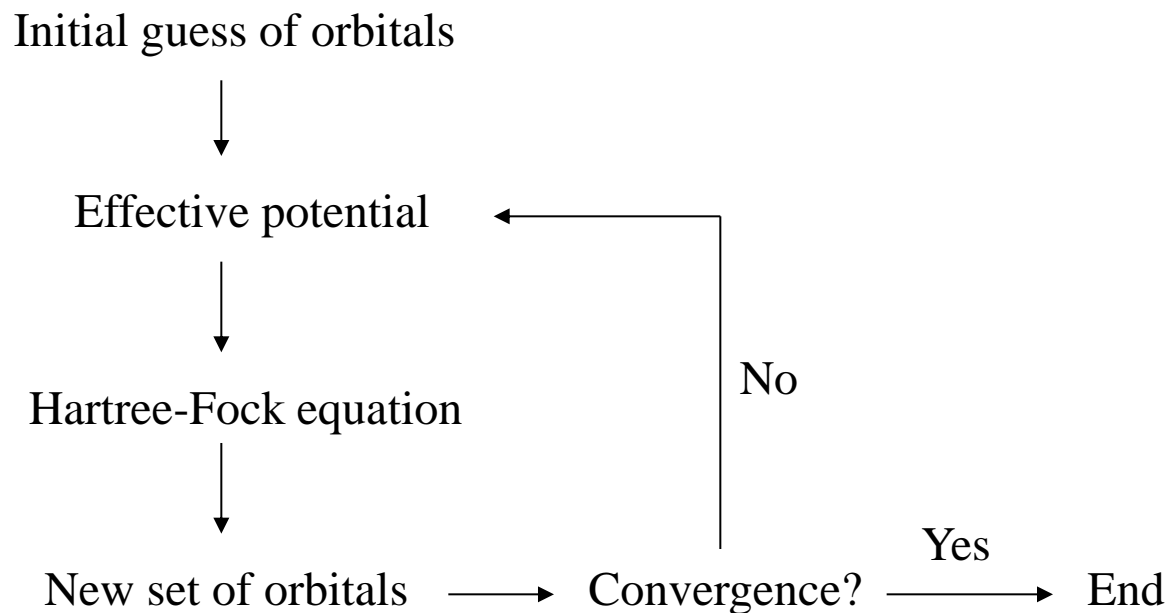 Initial guess of orbitals
Effective potential
No
Hartree-Fock equation
Yes
New set of orbitals
Convergence?
End